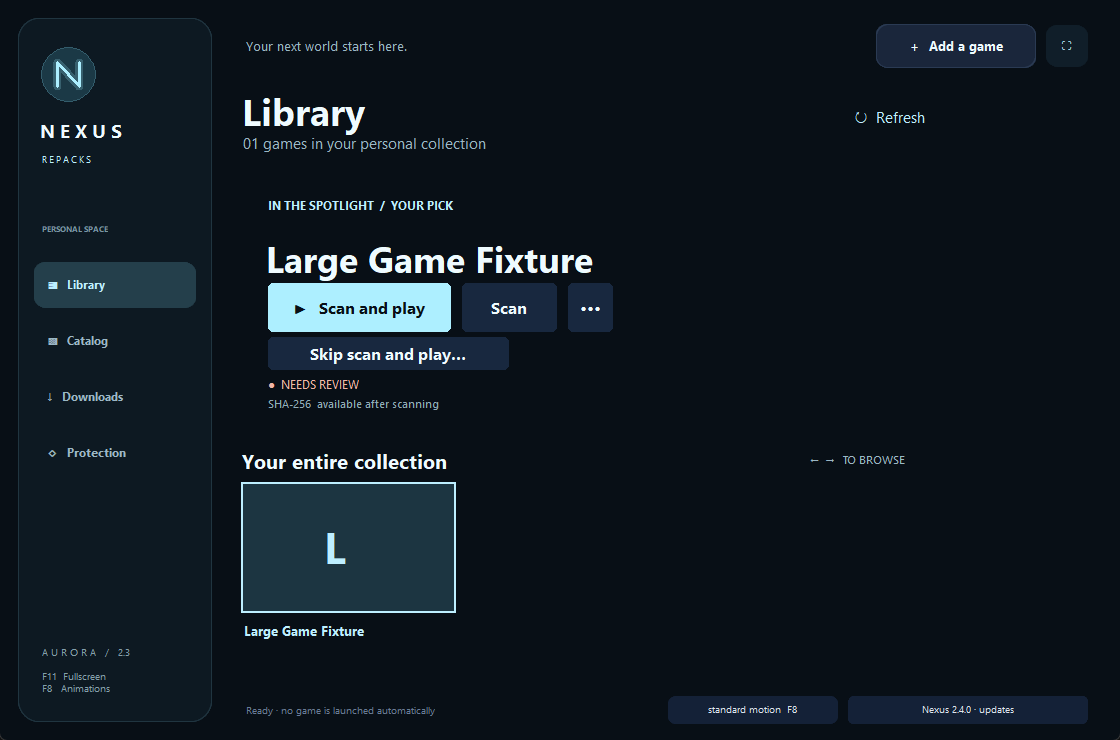 N
NEXUS
REPACKS
PERSONAL SPACE
Library
Catalog
↓ Downloads
Protection
AURORA / 2.3
F11 Fullscreen
F8 Animations
Your next world starts here.
+ Add a game
Library
01 games in your personal collection
Refresh
IN THE SPOTLIGHT / YOUR PICK
Large Game Fixture
Scan and play
Scan
•••
Skip scan and play...
● NEEDS REVIEW
SHA-256 available after scanning
Your entire collection
← → TO BROWSE
L
Large Game Fixture
Ready · no game is launched automatically
standard motion F8
Nexus 2.4.0 · updates